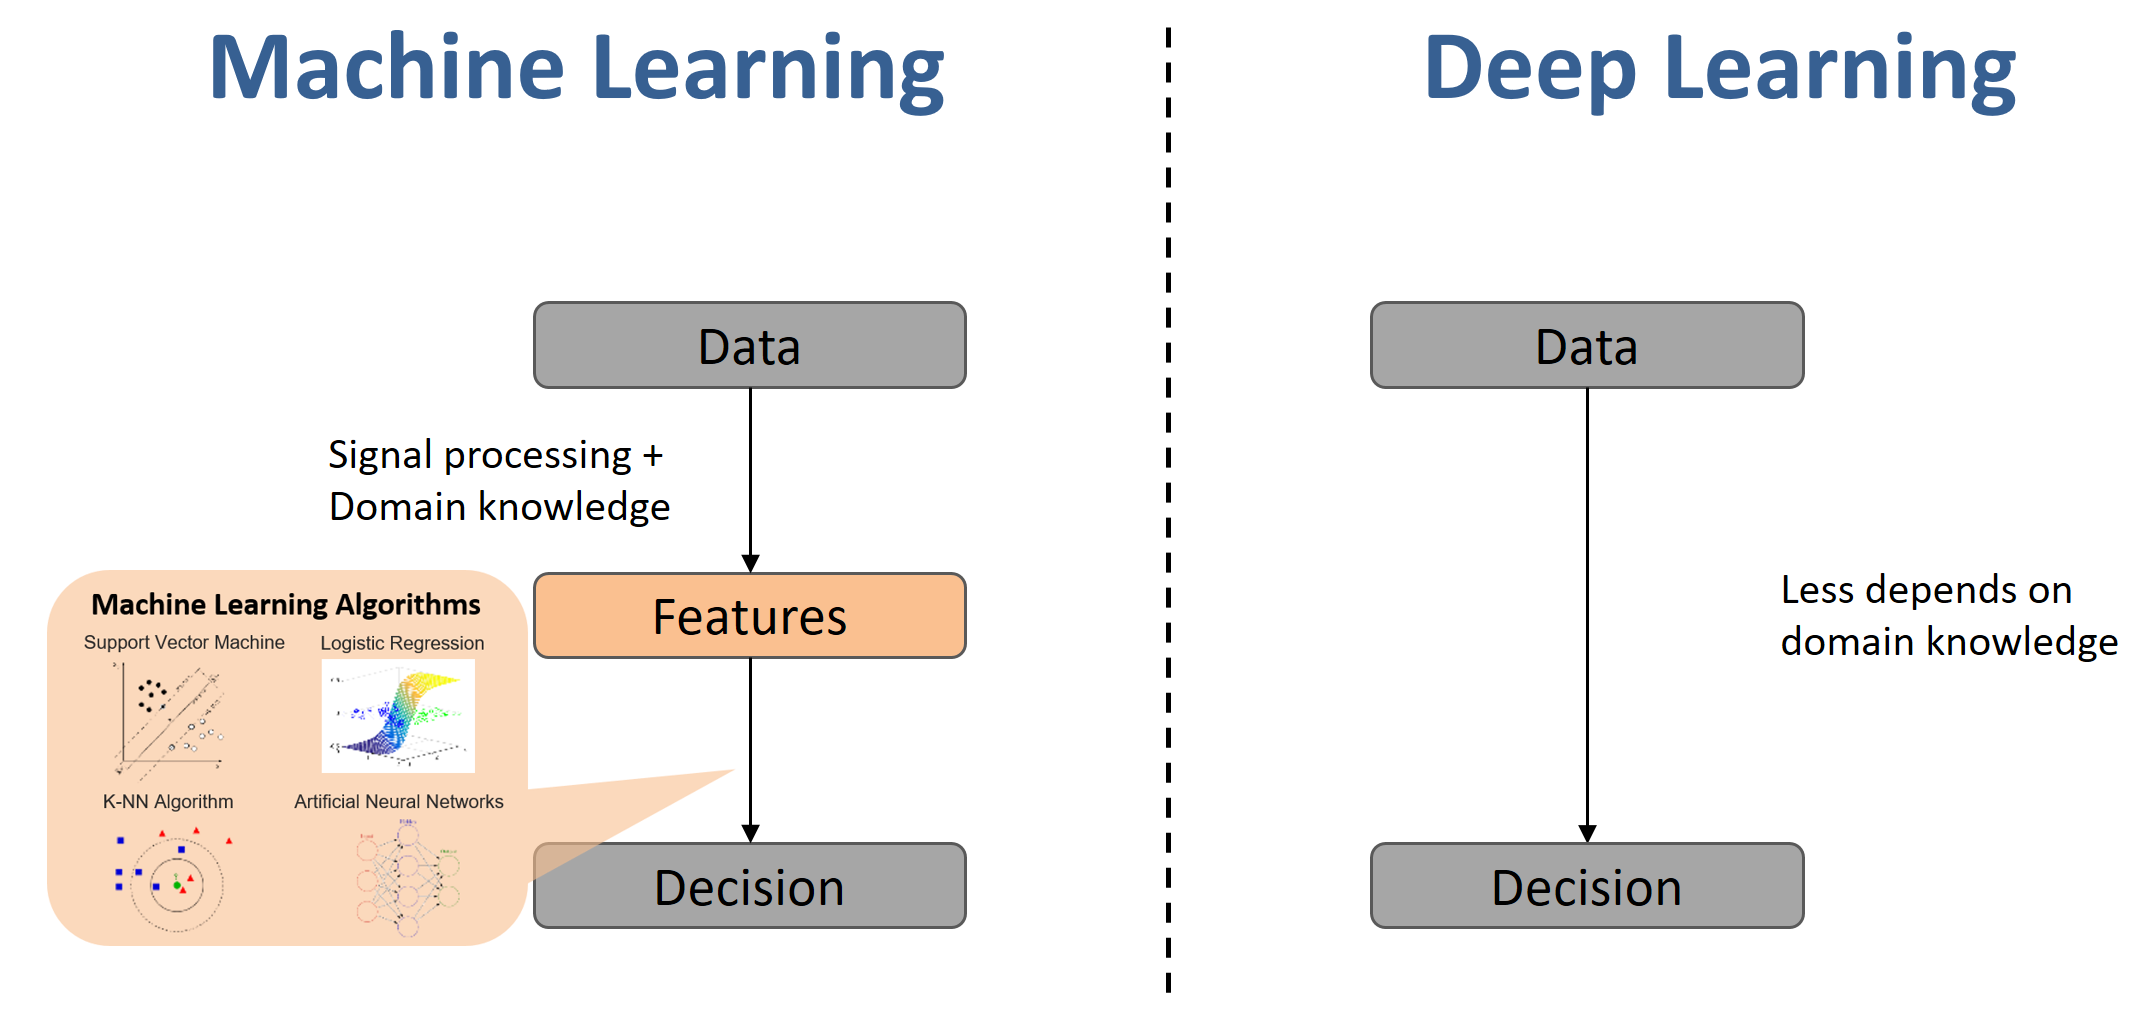 Machine Learning
Deep Learning
Data
Signal processing +
Domain knowledge
Features
Machine Learning Algorithms
Support Vector Machine
Logistic Regression
K-NN Algorithm
Artificial Neural Networks
Decision
Data
Less depends on
domain knowledge
Decision